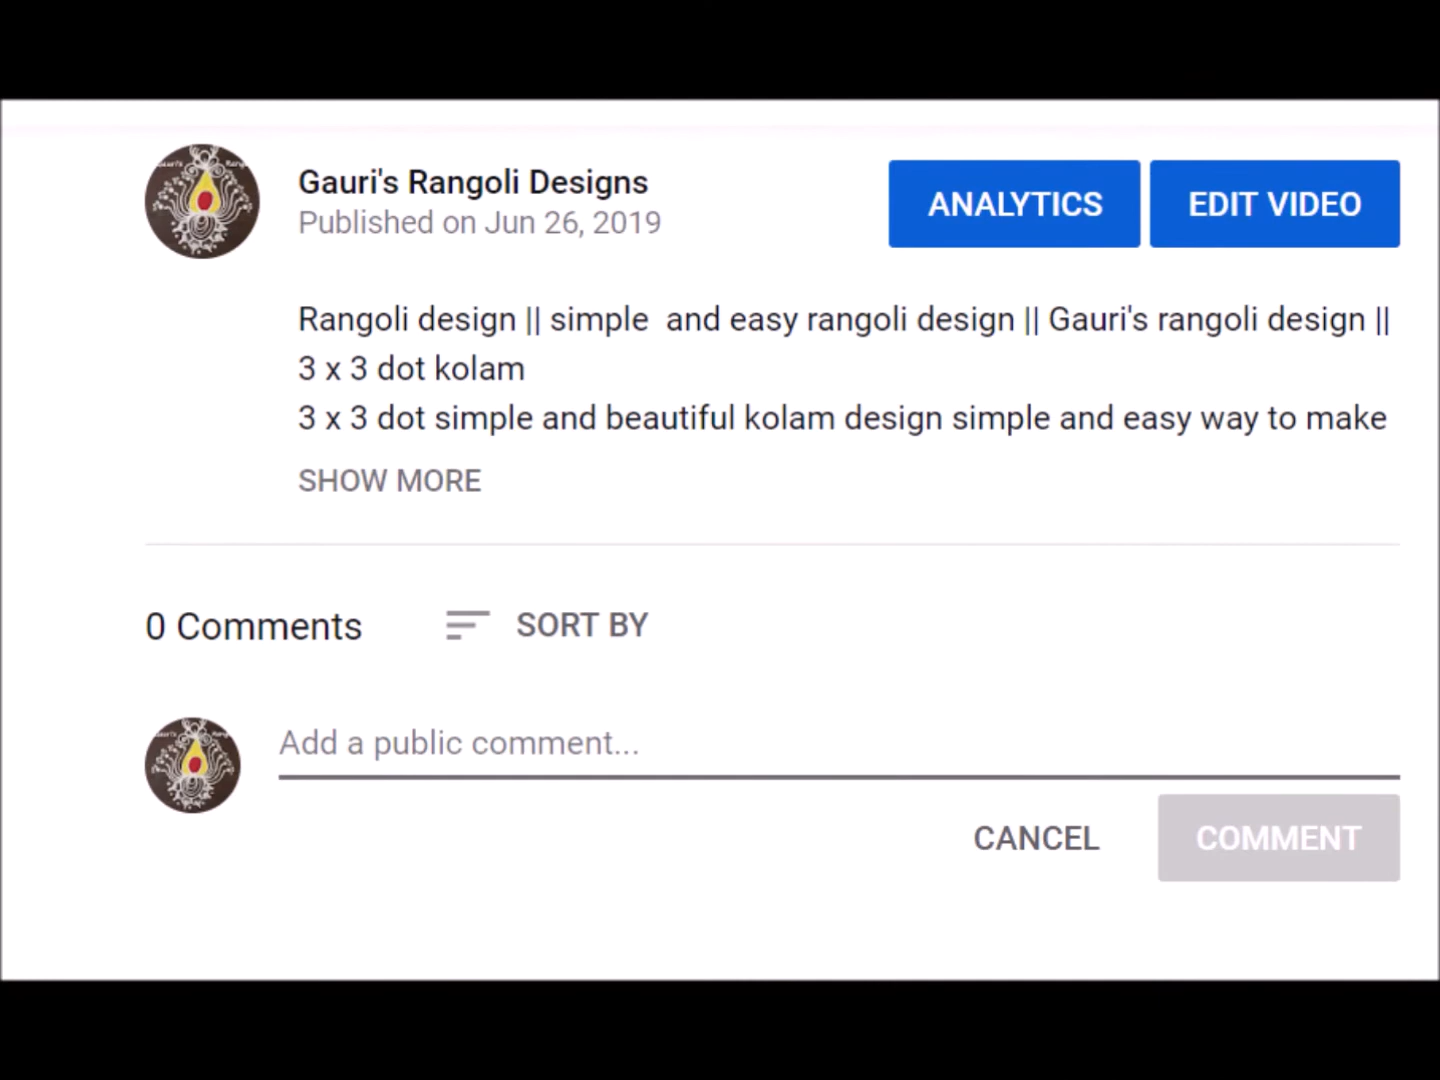 Gauri's Rangoli Designs
Published on Jun 26, 2019
ANALYTICS
EDIT VIDEO
Rangoli design || simple  and easy rangoli design || Gauri's rangoli design ||
3 x 3 dot kolam
3 x 3 dot simple and beautiful kolam design simple and easy way to make
SHOW MORE
0 Comments
SORT BY
Add a public comment...
CANCEL
COMMENT